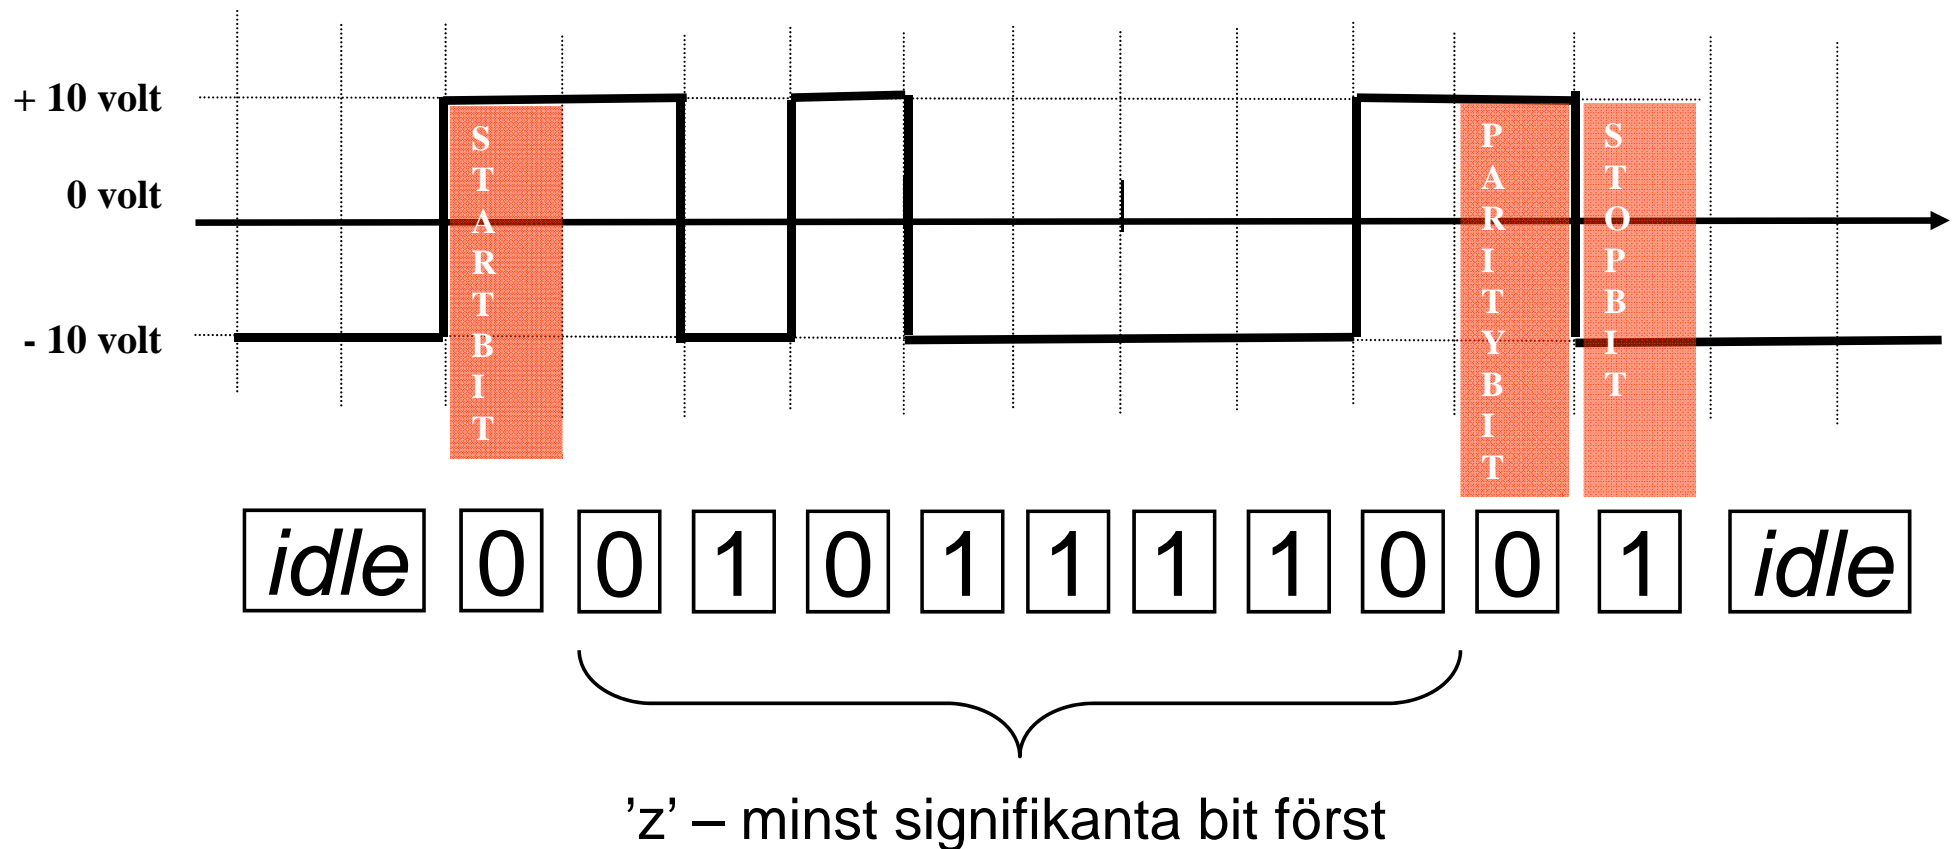 + 10 volt
0 volt
- 10 volt
STARTBIT
PARITYBIT
STOPBIT
idle 0 0 1 0 1 1 1 1 0 0 1 idle
’z’ – minst signifikanta bit först